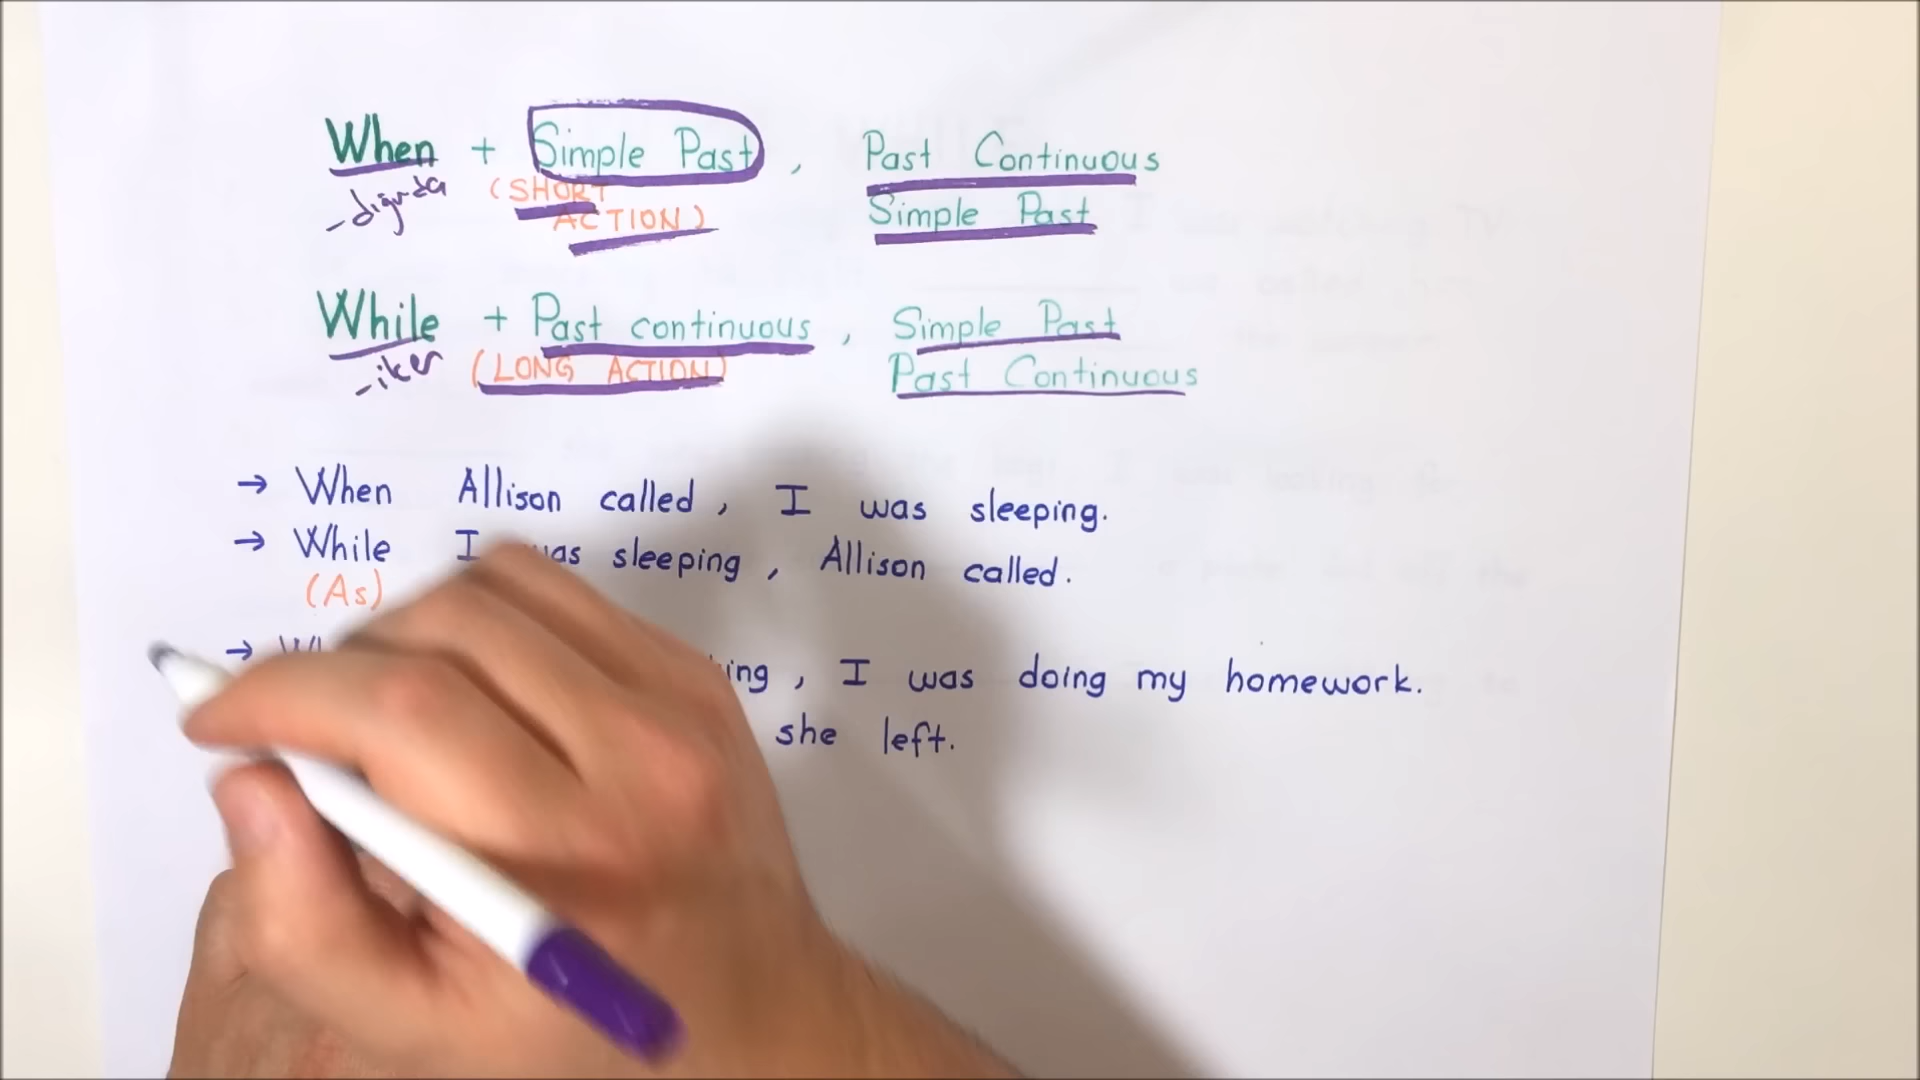 When + Simple Past , Past Continuous
-dığında (SHORT ACTION) Simple Past
While + Past continuous , Simple Past
-iken (LONG ACTION) Past Continuous
→ When Allison called, I was sleeping.
→ While I was sleeping, Allison called.
(As)
→ , I was doing my homework.
she left.